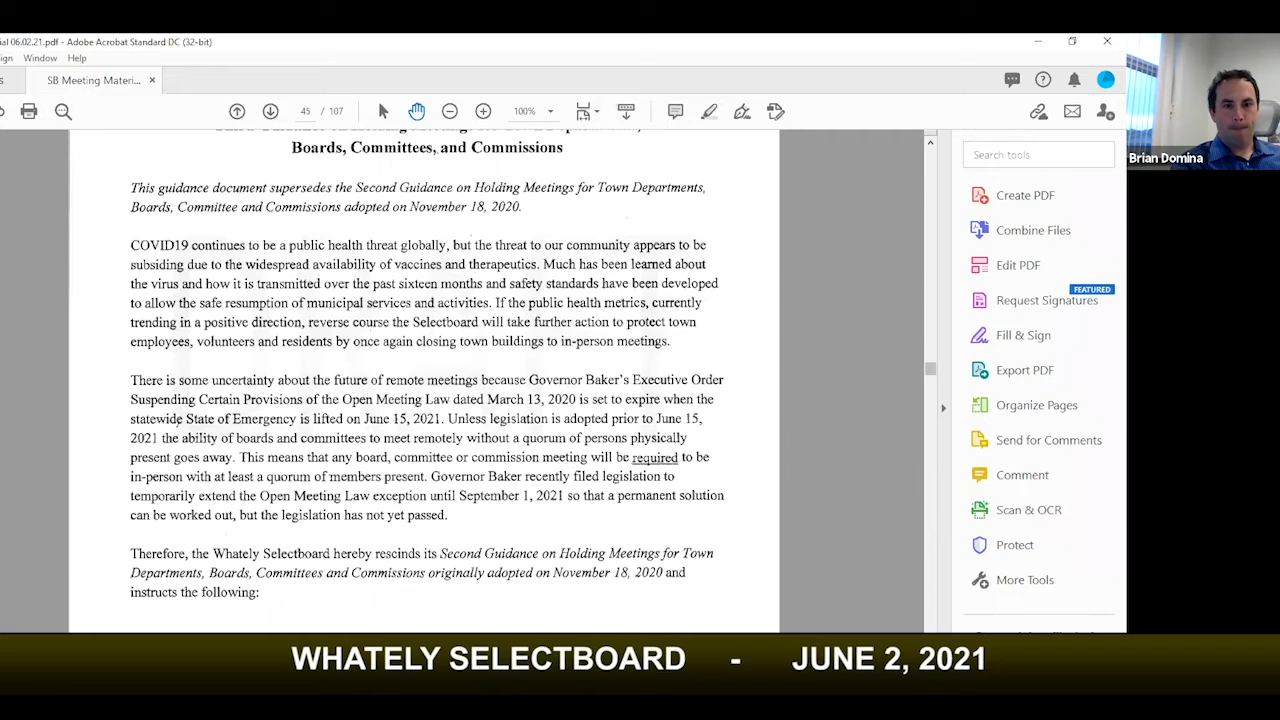 ial 06.02.21.pdf - Adobe Acrobat Standard DC (32-bit)
ign Window Help
s SB Meeting Materi... ×
45 / 107 100%
Boards, Committees, and Commissions
This guidance document supersedes the Second Guidance on Holding Meetings for Town Departments,
Boards, Committee and Commissions adopted on November 18, 2020.
COVID19 continues to be a public health threat globally, but the threat to our community appears to be
subsiding due to the widespread availability of vaccines and therapeutics. Much has been learned about
the virus and how it is transmitted over the past sixteen months and safety standards have been developed
to allow the safe resumption of municipal services and activities. If the public health metrics, currently
trending in a positive direction, reverse course the Selectboard will take further action to protect town
employees, volunteers and residents by once again closing town buildings to in-person meetings.
There is some uncertainty about the future of remote meetings because Governor Baker's Executive Order
Suspending Certain Provisions of the Open Meeting Law dated March 13, 2020 is set to expire when the
statewide State of Emergency is lifted on June 15, 2021. Unless legislation is adopted prior to June 15,
2021 the ability of boards and committees to meet remotely without a quorum of persons physically
present goes away. This means that any board, committee or commission meeting will be required to be
in-person with at least a quorum of members present. Governor Baker recently filed legislation to
temporarily extend the Open Meeting Law exception until September 1, 2021 so that a permanent solution
can be worked out, but the legislation has not yet passed.
Therefore, the Whately Selectboard hereby rescinds its Second Guidance on Holding Meetings for Town
Departments, Boards, Committees and Commissions originally adopted on November 18, 2020 and
instructs the following:
Search tools
Create PDF
Combine Files
Edit PDF
FEATURED
Request Signatures
Fill & Sign
Export PDF
Organize Pages
Send for Comments
Comment
Scan & OCR
Protect
More Tools
Brian Domina
WHATELY SELECTBOARD - JUNE 2, 2021